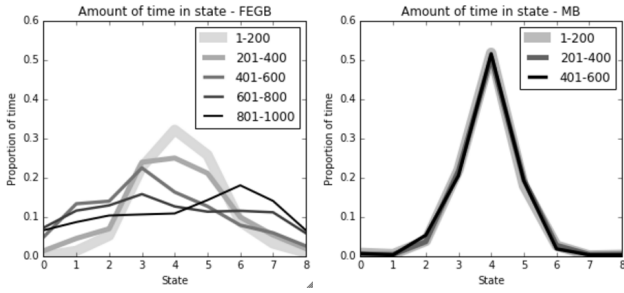 Amount of time in state - FEGB
0.6
0.5
0.4
0.3
0.2
0.1
0.0
Proportion of time
1-200
201-400
401-600
601-800
801-1000
0 1 2 3 4 5 6 7 8
State
Amount of time in state - MB
0.6
0.5
0.4
0.3
0.2
0.1
0.0
Proportion of time
1-200
201-400
401-600
0 1 2 3 4 5 6 7 8
State